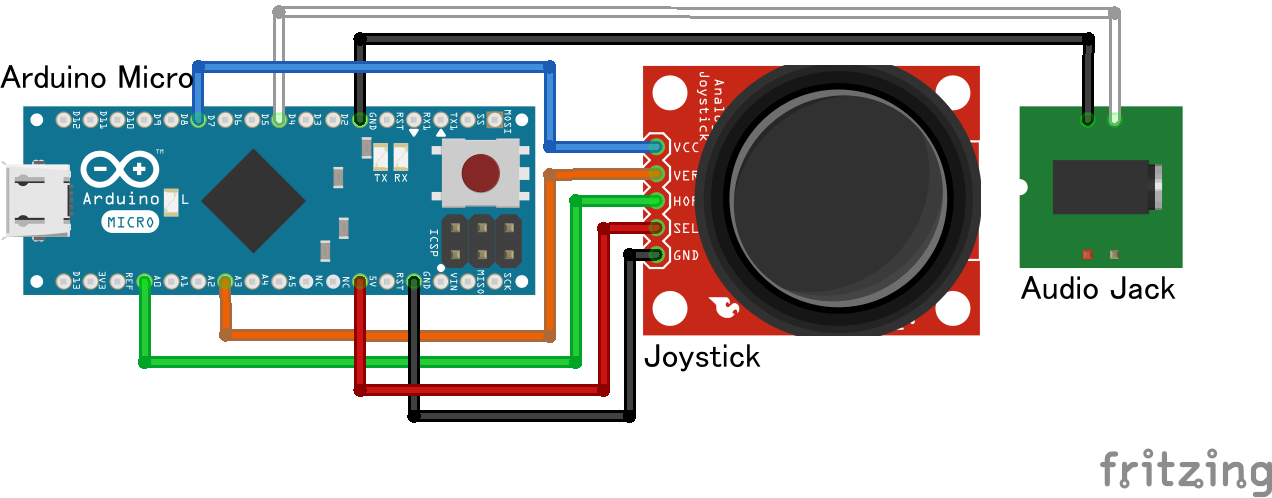 Arduino Micro
D12
D11
D10
D9
D8
D7
D6
D5
D4
D3
D2
GND
RST
RX1
TX1
SS
MOSI
TX RX
Arduino
™
L
MICRO
ICSP
D13
3V3
REF
A0
A1
A2
A3
A4
A5
NC
NC
5V
RST
GND
VIN
MISO
SCK
Joystick
VCC
VER
HOR
SEL
GND
Joystick
Audio Jack
fritzing